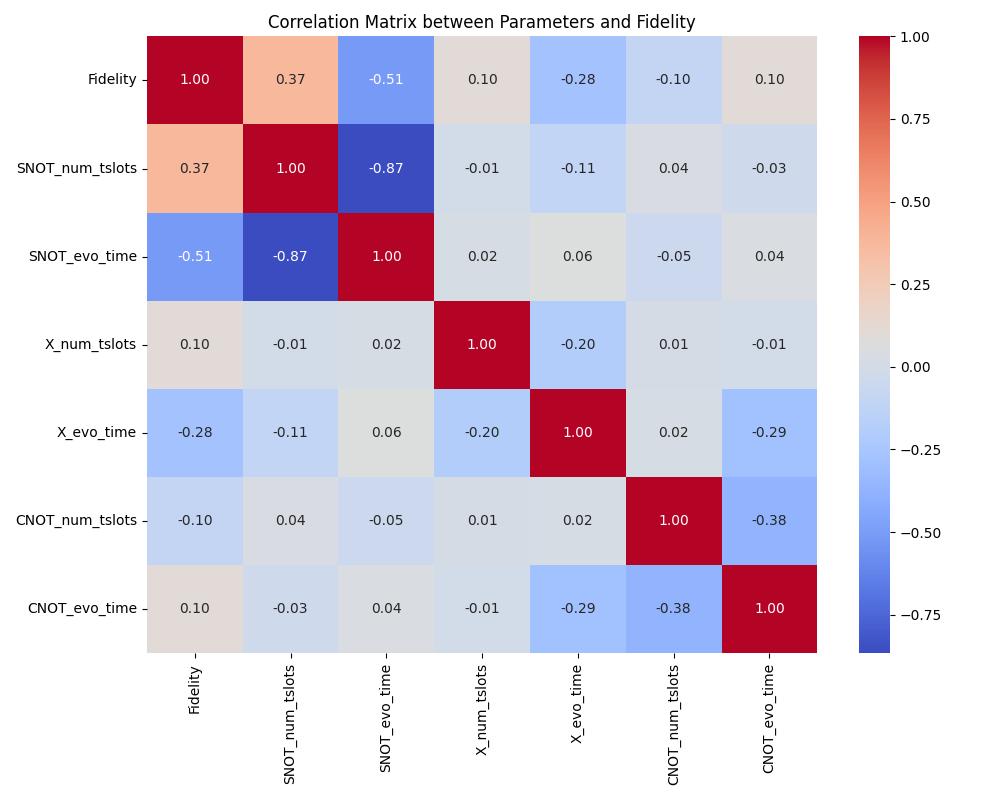 Correlation Matrix between Parameters and Fidelity
Fidelity 1.00 0.37 -0.51 0.10 -0.28 -0.10 0.10
SNOT_num_tslots 0.37 1.00 -0.87 -0.01 -0.11 0.04 -0.03
SNOT_evo_time -0.51 -0.87 1.00 0.02 0.06 -0.05 0.04
X_num_tslots 0.10 -0.01 0.02 1.00 -0.20 0.01 -0.01
X_evo_time -0.28 -0.11 0.06 -0.20 1.00 0.02 -0.29
CNOT_num_tslots -0.10 0.04 -0.05 0.01 0.02 1.00 -0.38
CNOT_evo_time 0.10 -0.03 0.04 -0.01 -0.29 -0.38 1.00
Fidelity
SNOT_num_tslots
SNOT_evo_time
X_num_tslots
X_evo_time
CNOT_num_tslots
CNOT_evo_time
1.00
0.75
0.50
0.25
0.00
−0.25
−0.50
−0.75